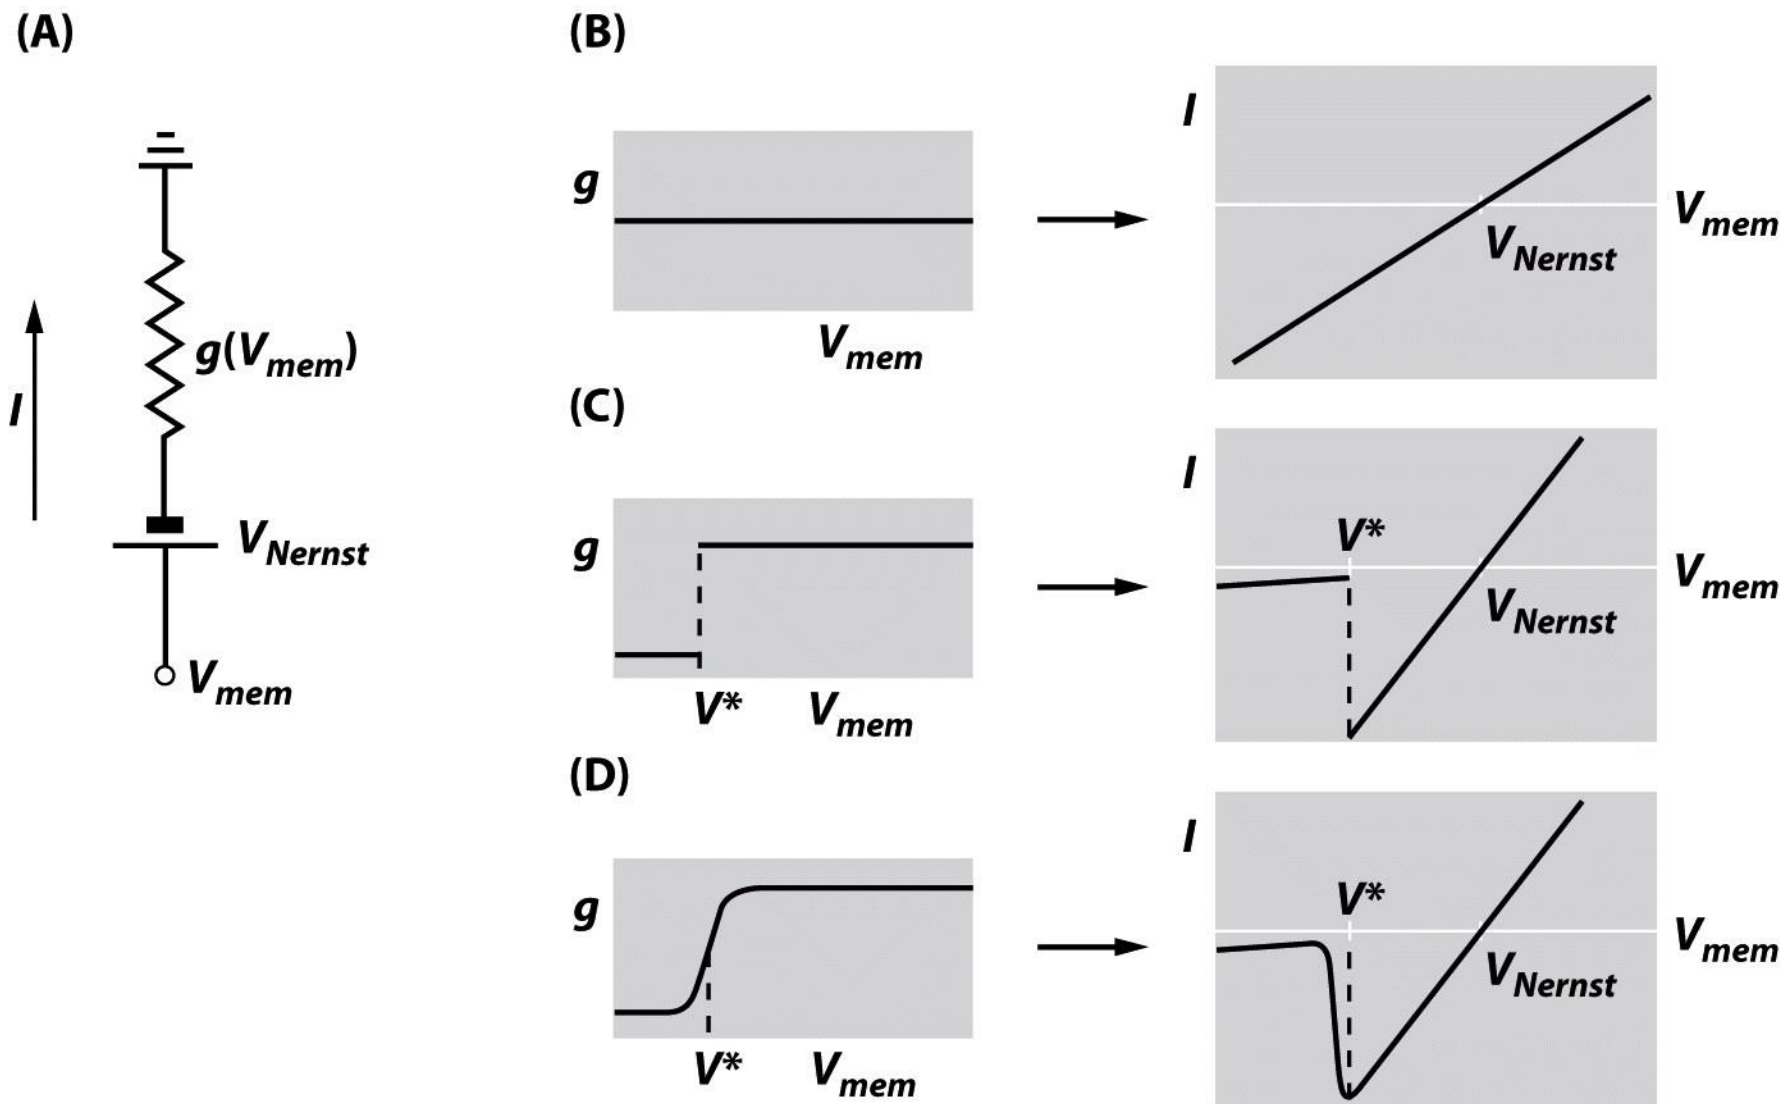 (A)
I
g(Vmem)
VNernst
Vmem
(B)
g
Vmem
I
Vmem
VNernst
(C)
g
V*
Vmem
I
V*
Vmem
VNernst
(D)
g
V*
Vmem
I
V*
Vmem
VNernst